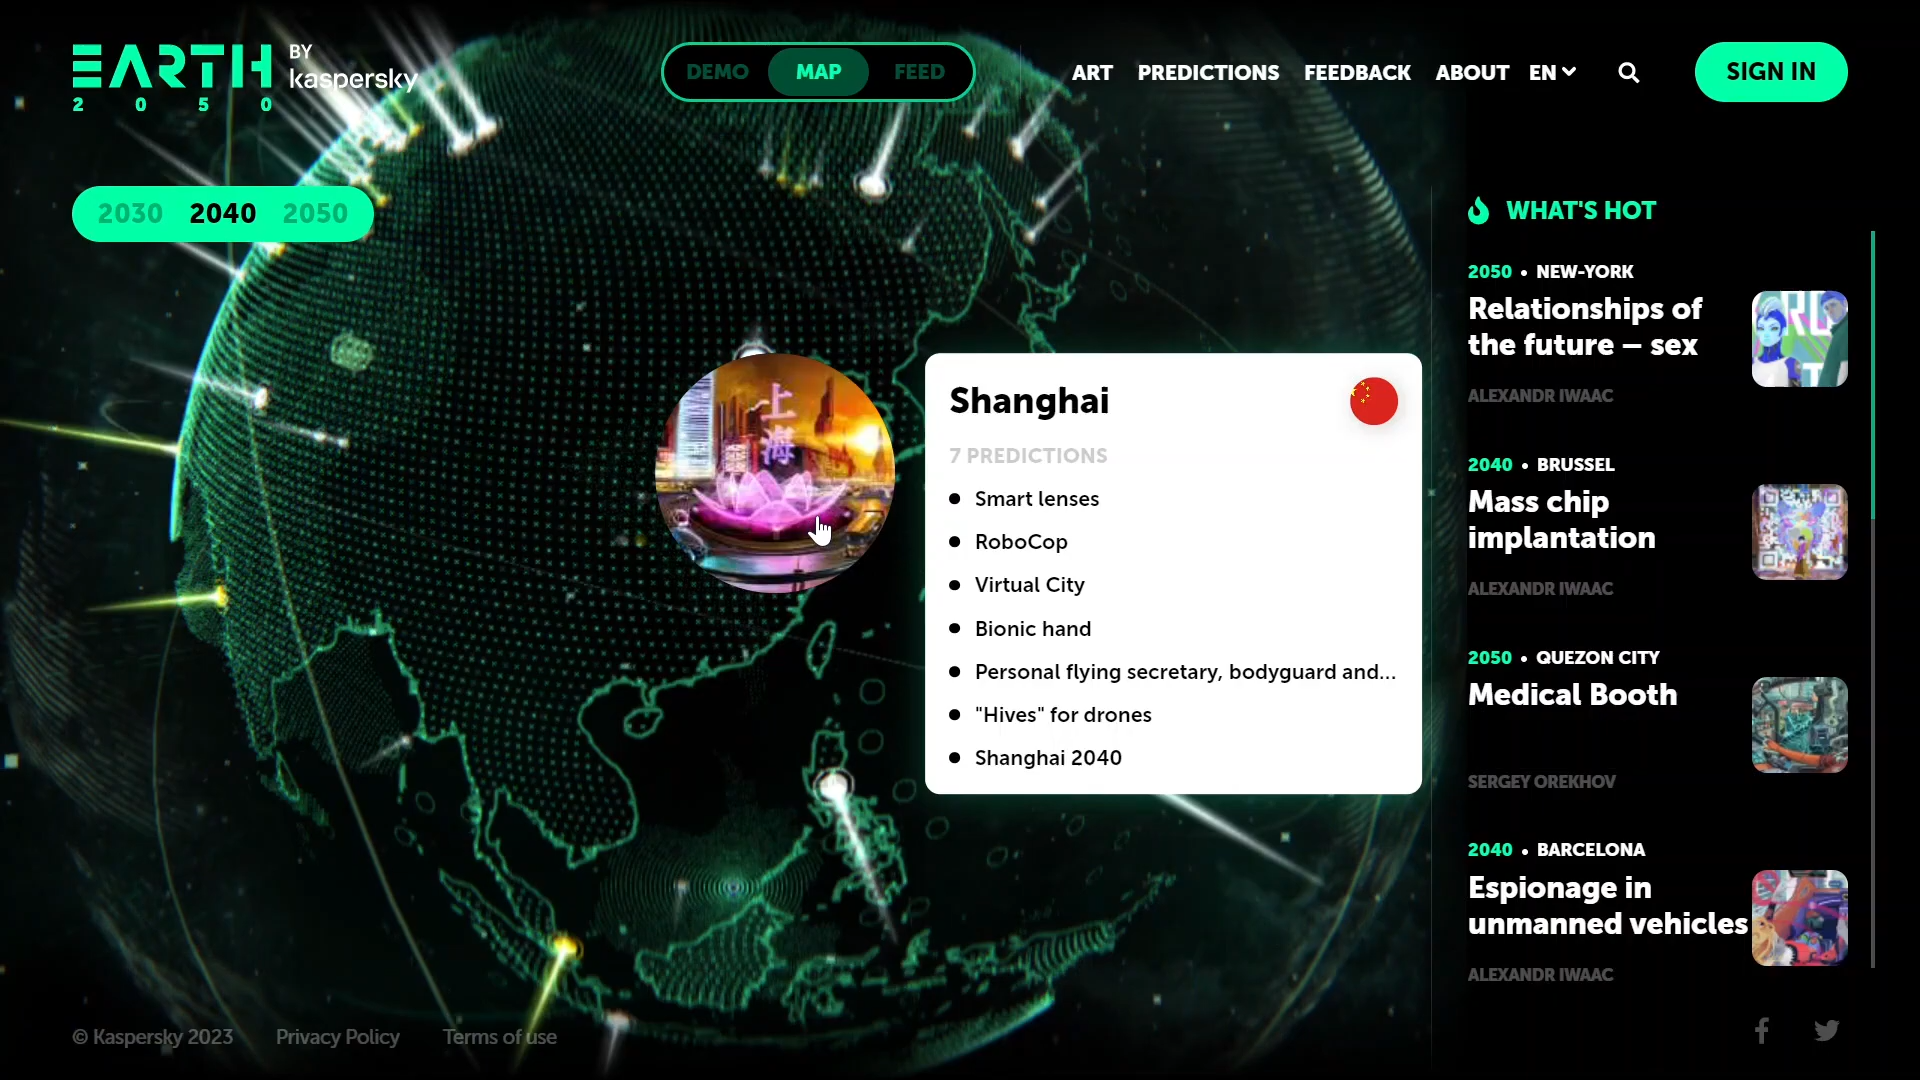 EARTH BY
kaspersky
2 0 5 0
DEMO MAP FEED
ART PREDICTIONS FEEDBACK ABOUT EN
SIGN IN
2030 2040 2050
上
海
Shanghai
7 PREDICTIONS
Smart lenses
RoboCop
Virtual City
Bionic hand
Personal flying secretary, bodyguard and...
"Hives" for drones
Shanghai 2040
WHAT'S HOT
2050 • NEW-YORK
Relationships of
the future – sex
ALEXANDR IWAAC
2040 • BRUSSEL
Mass chip
implantation
ALEXANDR IWAAC
2050 • QUEZON CITY
Medical Booth
SERGEY OREKHOV
2040 • BARCELONA
Espionage in
unmanned vehicles
ALEXANDR IWAAC
© Kaspersky 2023 Privacy Policy Terms of use